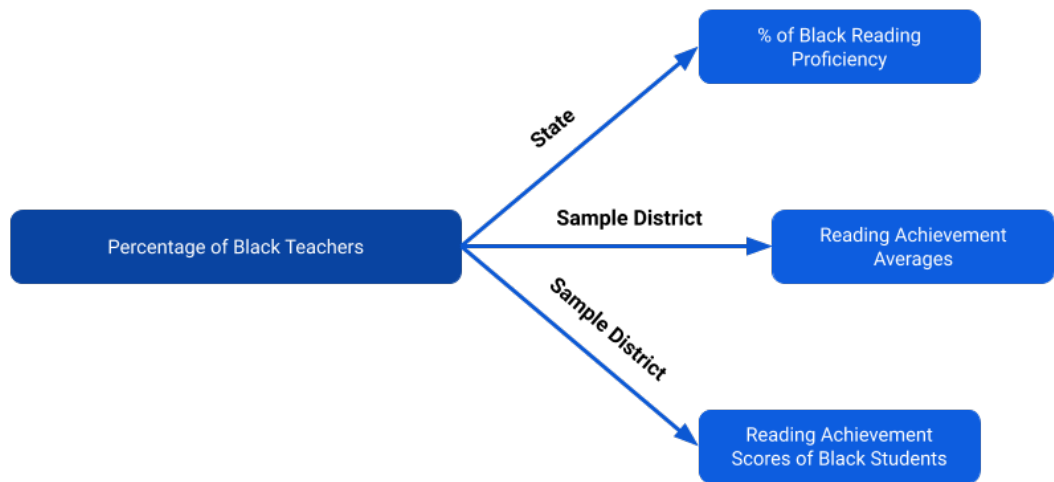 % of Black Reading
Proficiency
State
Sample District
Percentage of Black Teachers
Reading Achievement
Averages
Sample District
Reading Achievement
Scores of Black Students